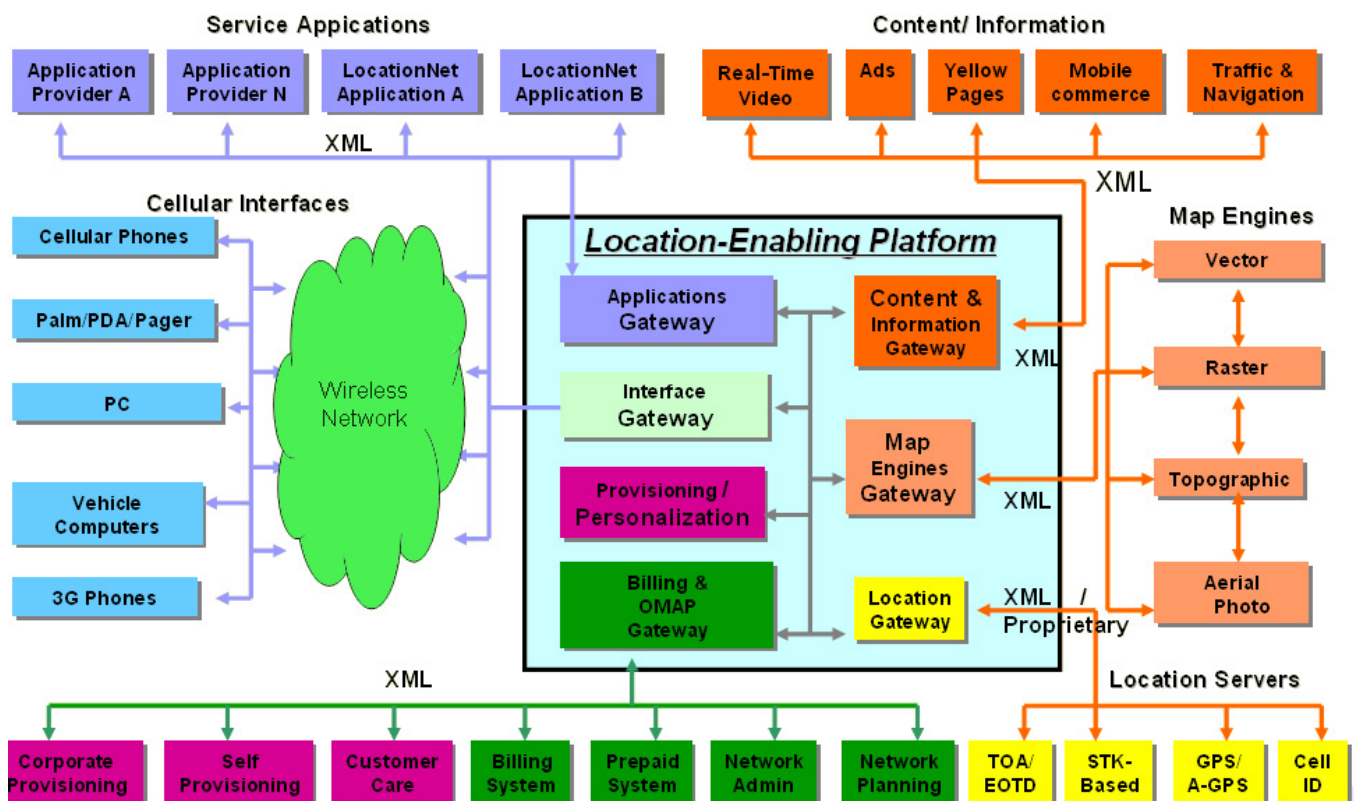 Service Appications
Content/ Information
Application
Provider A
Application
Provider N
LocationNet
Application A
LocationNet
Application B
Real-Time
Video
Ads
Yellow
Pages
Mobile
commerce
Traffic &
Navigation
XML
XML
Cellular Interfaces
Cellular Phones
Palm/PDA/Pager
PC
Vehicle
Computers
3G Phones
Wireless
Network
Location-Enabling Platform
Applications
Gateway
Interface
Gateway
Provisioning /
Personalization
Billing &
OMAP
Gateway
Content &
Information
Gateway
Map
Engines
Gateway
Location
Gateway
XML
XML
XML /
Proprietary
Map Engines
Vector
Raster
Topographic
Aerial
Photo
XML
Location Servers
Corporate
Provisioning
Self
Provisioning
Customer
Care
Billing
System
Prepaid
System
Network
Admin
Network
Planning
TOA/
EOTD
STK-
Based
GPS/
A-GPS
Cell
ID